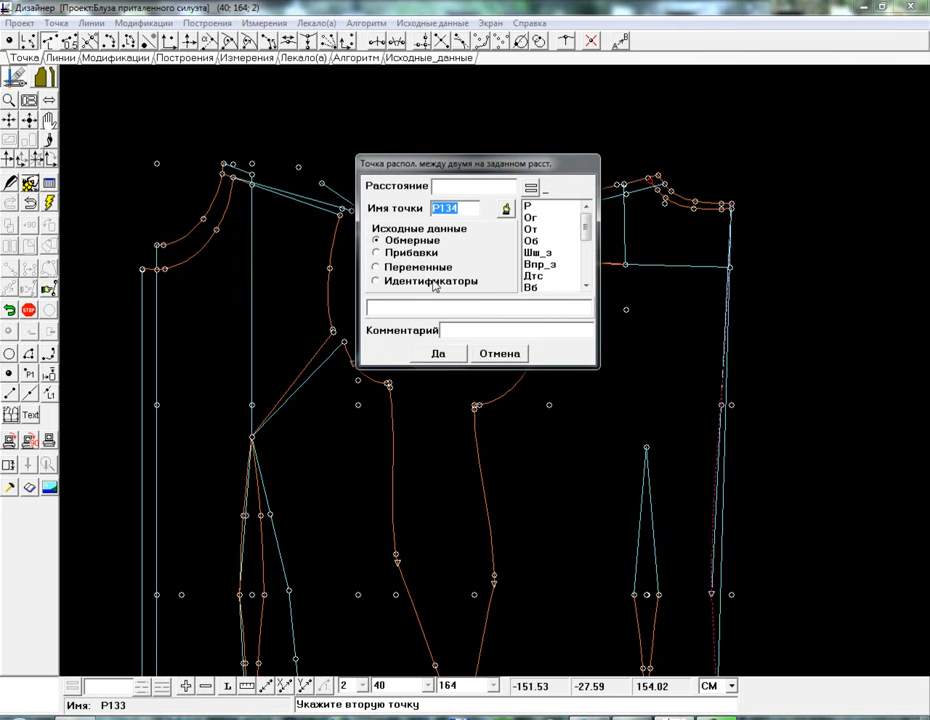 Дизайнер [Проект:Блуза приталенного силуэта] (40; 164; 2)
Проект Точка Линии Модификации Построения Измерения Лекало(а) Алгоритм Исходные данные Экран Справка
Точка Линии Модификации Построения Измерения Лекало(а) Алгоритм Исходные_данные
Точка распол. между двумя на заданном расст.
Расстояние
Имя точки P134
Исходные данные
Обмерные
Прибавки
Переменные
Идентификаторы
Р
Ог
От
Об
Шш_з
Впр_з
Дтс
Вб
Комментарий
Да Отмена
P1
L1
Text
L 2 40 164 -151.53 -27.59 154.02 СМ
Имя: P133 Укажите вторую точку